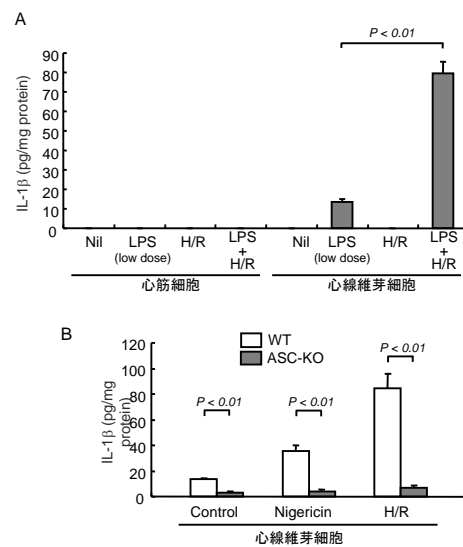 A
P < 0.01
IL-1β (pg/mg protein)
90
80
70
60
50
40
30
20
10
0
Nil LPS H/R LPS Nil LPS H/R LPS
(low dose) + (low dose) +
H/R H/R
心筋細胞 心線維芽細胞
B
WT
ASC-KO
P < 0.01
P < 0.01
P < 0.01
IL-1β (pg/mg
protein)
120
100
80
60
40
20
0
Control Nigericin H/R
心線維芽細胞